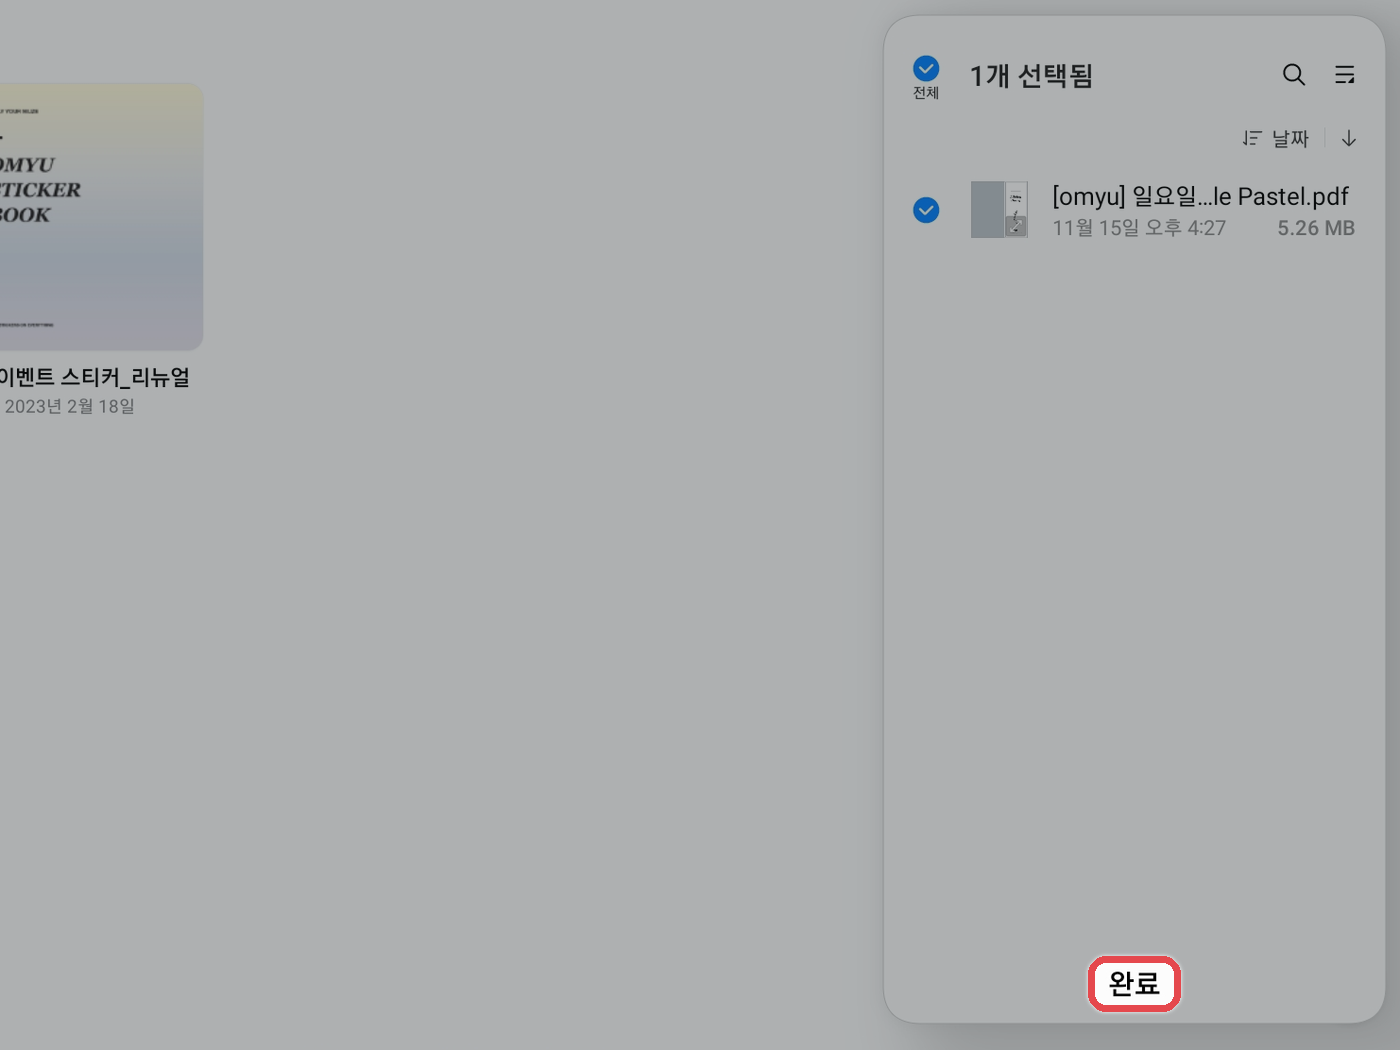 OMYU
STICKER
BOOK
이벤트 스티커_리뉴얼
2023년 2월 18일
전체
1개 선택됨
날짜
[omyu] 일요일...le Pastel.pdf
11월 15일 오후 4:27 5.26 MB
완료